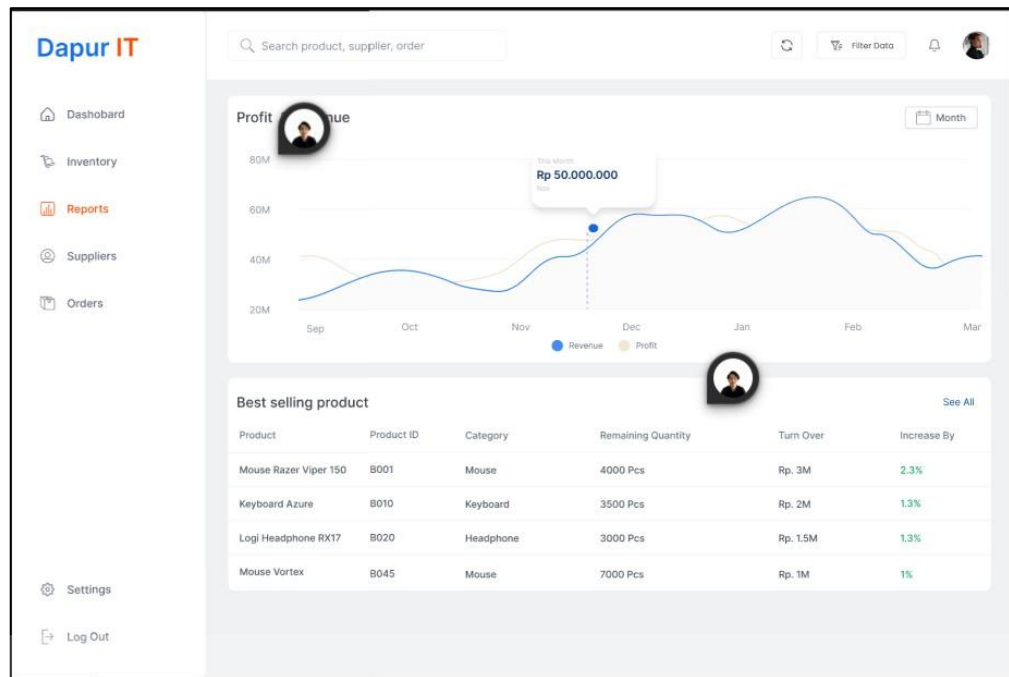 Dapur IT
Search product, supplier, order
Filter Data
Dashobard
Inventory
Reports
Suppliers
Orders
Settings
Log Out
Profit nue
Month
80M
60M
40M
20M
This Month
Rp 50.000.000
Nov
Sep Oct Nov Dec Jan Feb Mar
Revenue Profit
Best selling product
See All
Product Product ID Category Remaining Quantity Turn Over Increase By
Mouse Razer Viper 150 B001 Mouse 4000 Pcs Rp. 3M 2.3%
Keyboard Azure B010 Keyboard 3500 Pcs Rp. 2M 1.3%
Logi Headphone RX17 B020 Headphone 3000 Pcs Rp. 1.5M 1.3%
Mouse Vortex B045 Mouse 7000 Pcs Rp. 1M 1%